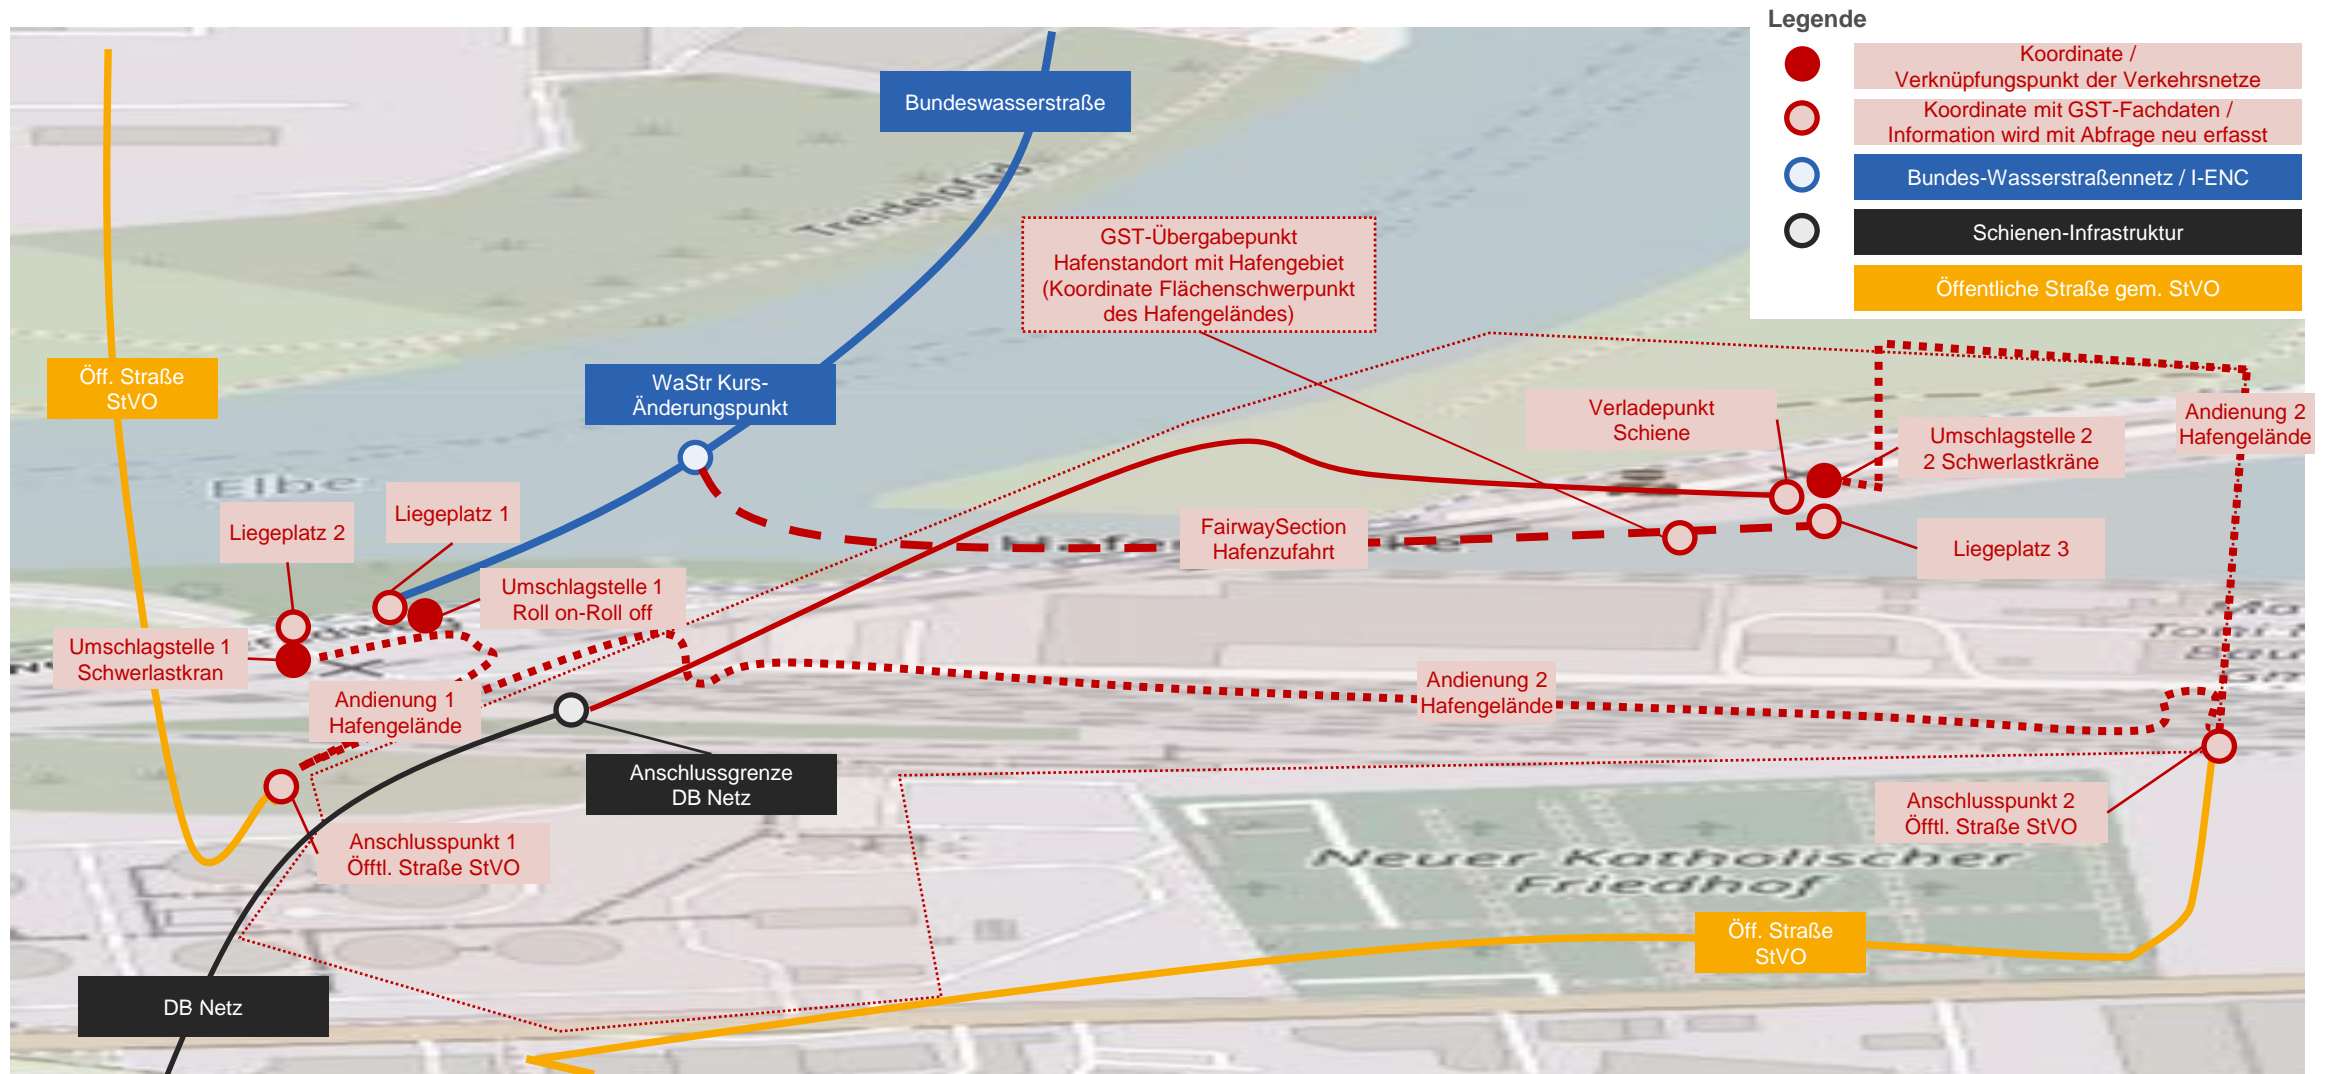 Legende
Koordinate /
Verknüpfungspunkt der Verkehrsnetze
Koordinate mit GST-Fachdaten /
Information wird mit Abfrage neu erfasst
Bundes-Wasserstraßennetz / I-ENC
Schienen-Infrastruktur
Öffentliche Straße gem. StVO
Bundeswasserstraße
Treidelpfad
GST-Übergabepunkt
Hafenstandort mit Hafengebiet
(Koordinate Flächenschwerpunkt
des Hafengeländes)
Öff. Straße
StVO
WaStr Kurs-
Änderungspunkt
Verladepunkt
Schiene
Umschlagstelle 2
2 Schwerlastkräne
Andienung 2
Hafengelände
Elbe
Liegeplatz 2
Liegeplatz 1
FairwaySection
Hafenzufahrt
Liegeplatz 3
Umschlagstelle 1
Roll on-Roll off
Umschlagstelle 1
Schwerlastkran
Andienung 1
Hafengelände
Andienung 2
Hafengelände
Anschlussgrenze
DB Netz
Anschlusspunkt 1
Öfftl. Straße StVO
Anschlusspunkt 2
Öfftl. Straße StVO
Neuer Katholischer
Friedhof
Öff. Straße
StVO
DB Netz